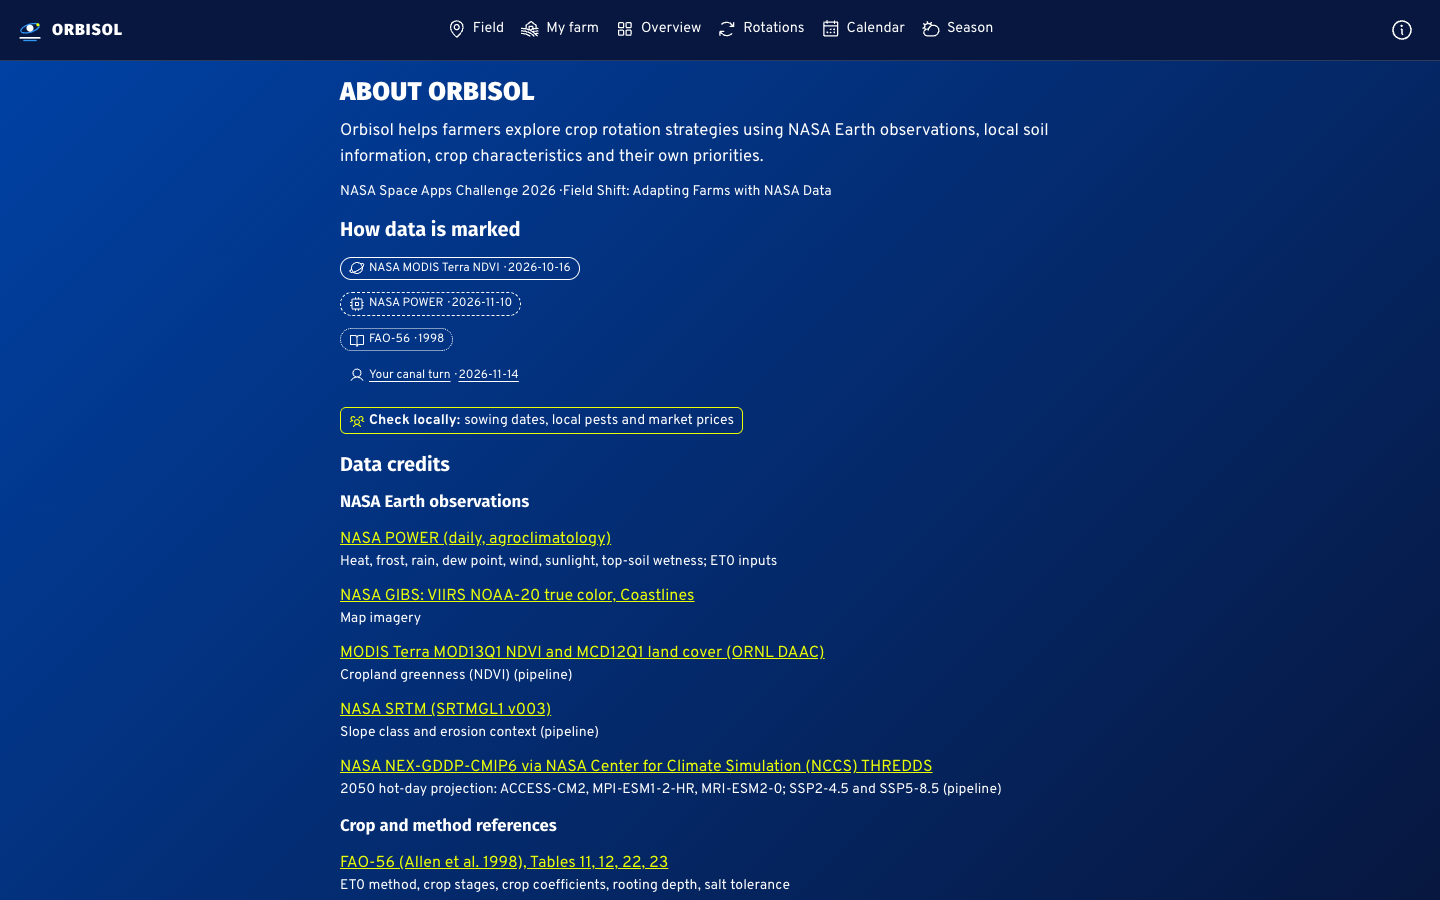 ORBISOL
Field
My farm
Overview
Rotations
Calendar
Season
ABOUT ORBISOL
Orbisol helps farmers explore crop rotation strategies using NASA Earth observations, local soil
information, crop characteristics and their own priorities.
NASA Space Apps Challenge 2026 ·Field Shift: Adapting Farms with NASA Data
How data is marked
NASA MODIS Terra NDVI ·2026-10-16
NASA POWER ·2026-11-10
FAO-56 ·1998
Your canal turn ·2026-11-14
Check locally: sowing dates, local pests and market prices
Data credits
NASA Earth observations
NASA POWER (daily, agroclimatology)
Heat, frost, rain, dew point, wind, sunlight, top-soil wetness; ET0 inputs
NASA GIBS: VIIRS NOAA-20 true color, Coastlines
Map imagery
MODIS Terra MOD13Q1 NDVI and MCD12Q1 land cover (ORNL DAAC)
Cropland greenness (NDVI) (pipeline)
NASA SRTM (SRTMGL1 v003)
Slope class and erosion context (pipeline)
NASA NEX-GDDP-CMIP6 via NASA Center for Climate Simulation (NCCS) THREDDS
2050 hot-day projection: ACCESS-CM2, MPI-ESM1-2-HR, MRI-ESM2-0; SSP2-4.5 and SSP5-8.5 (pipeline)
Crop and method references
FAO-56 (Allen et al. 1998), Tables 11, 12, 22, 23
ET0 method, crop stages, crop coefficients, rooting depth, salt tolerance